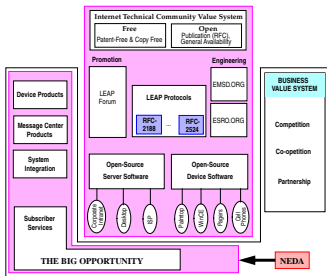 Internet Technical Community Value System
Free
Patent-Free & Copy Free
Open
Publication (RFC),
General Availability
Promotion
Engineering
LEAP
Forum
LEAP Protocols
RFC-
2188
...
RFC-
2524
EMSD.ORG
ESRO.ORG
Open-Source
Server Software
Open-Source
Device Software
Corporate
Intranet
Desktop
ISP
Palmtop
WinCE
Pagers
Cell
Phones
Device Products
Message Center
Products
System
Integration
Subscriber
Services
BUSINESS
VALUE SYSTEM
Competition
Co-opetition
Partnership
THE BIG OPPORTUNITY
NEDA